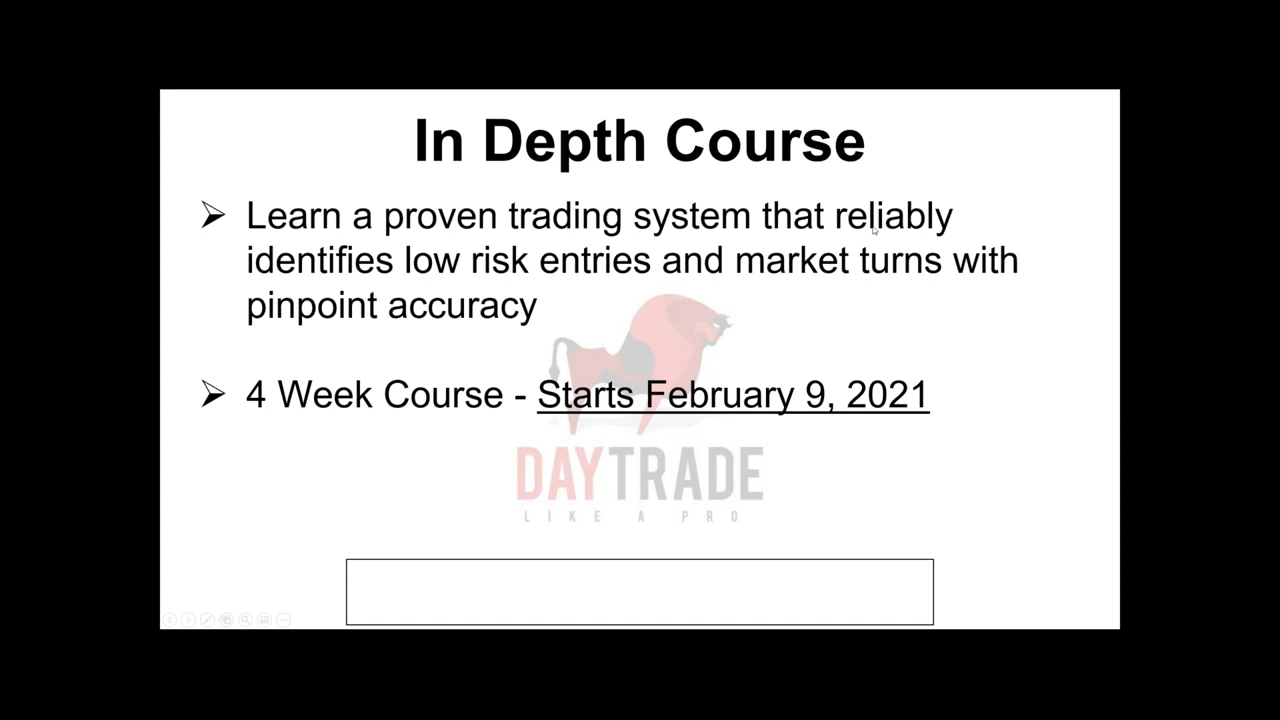 In Depth Course
➢ Learn a proven trading system that reliably
identifies low risk entries and market turns with
pinpoint accuracy
➢ 4 Week Course - Starts February 9, 2021
DAYTRADE
LIKE A PRO